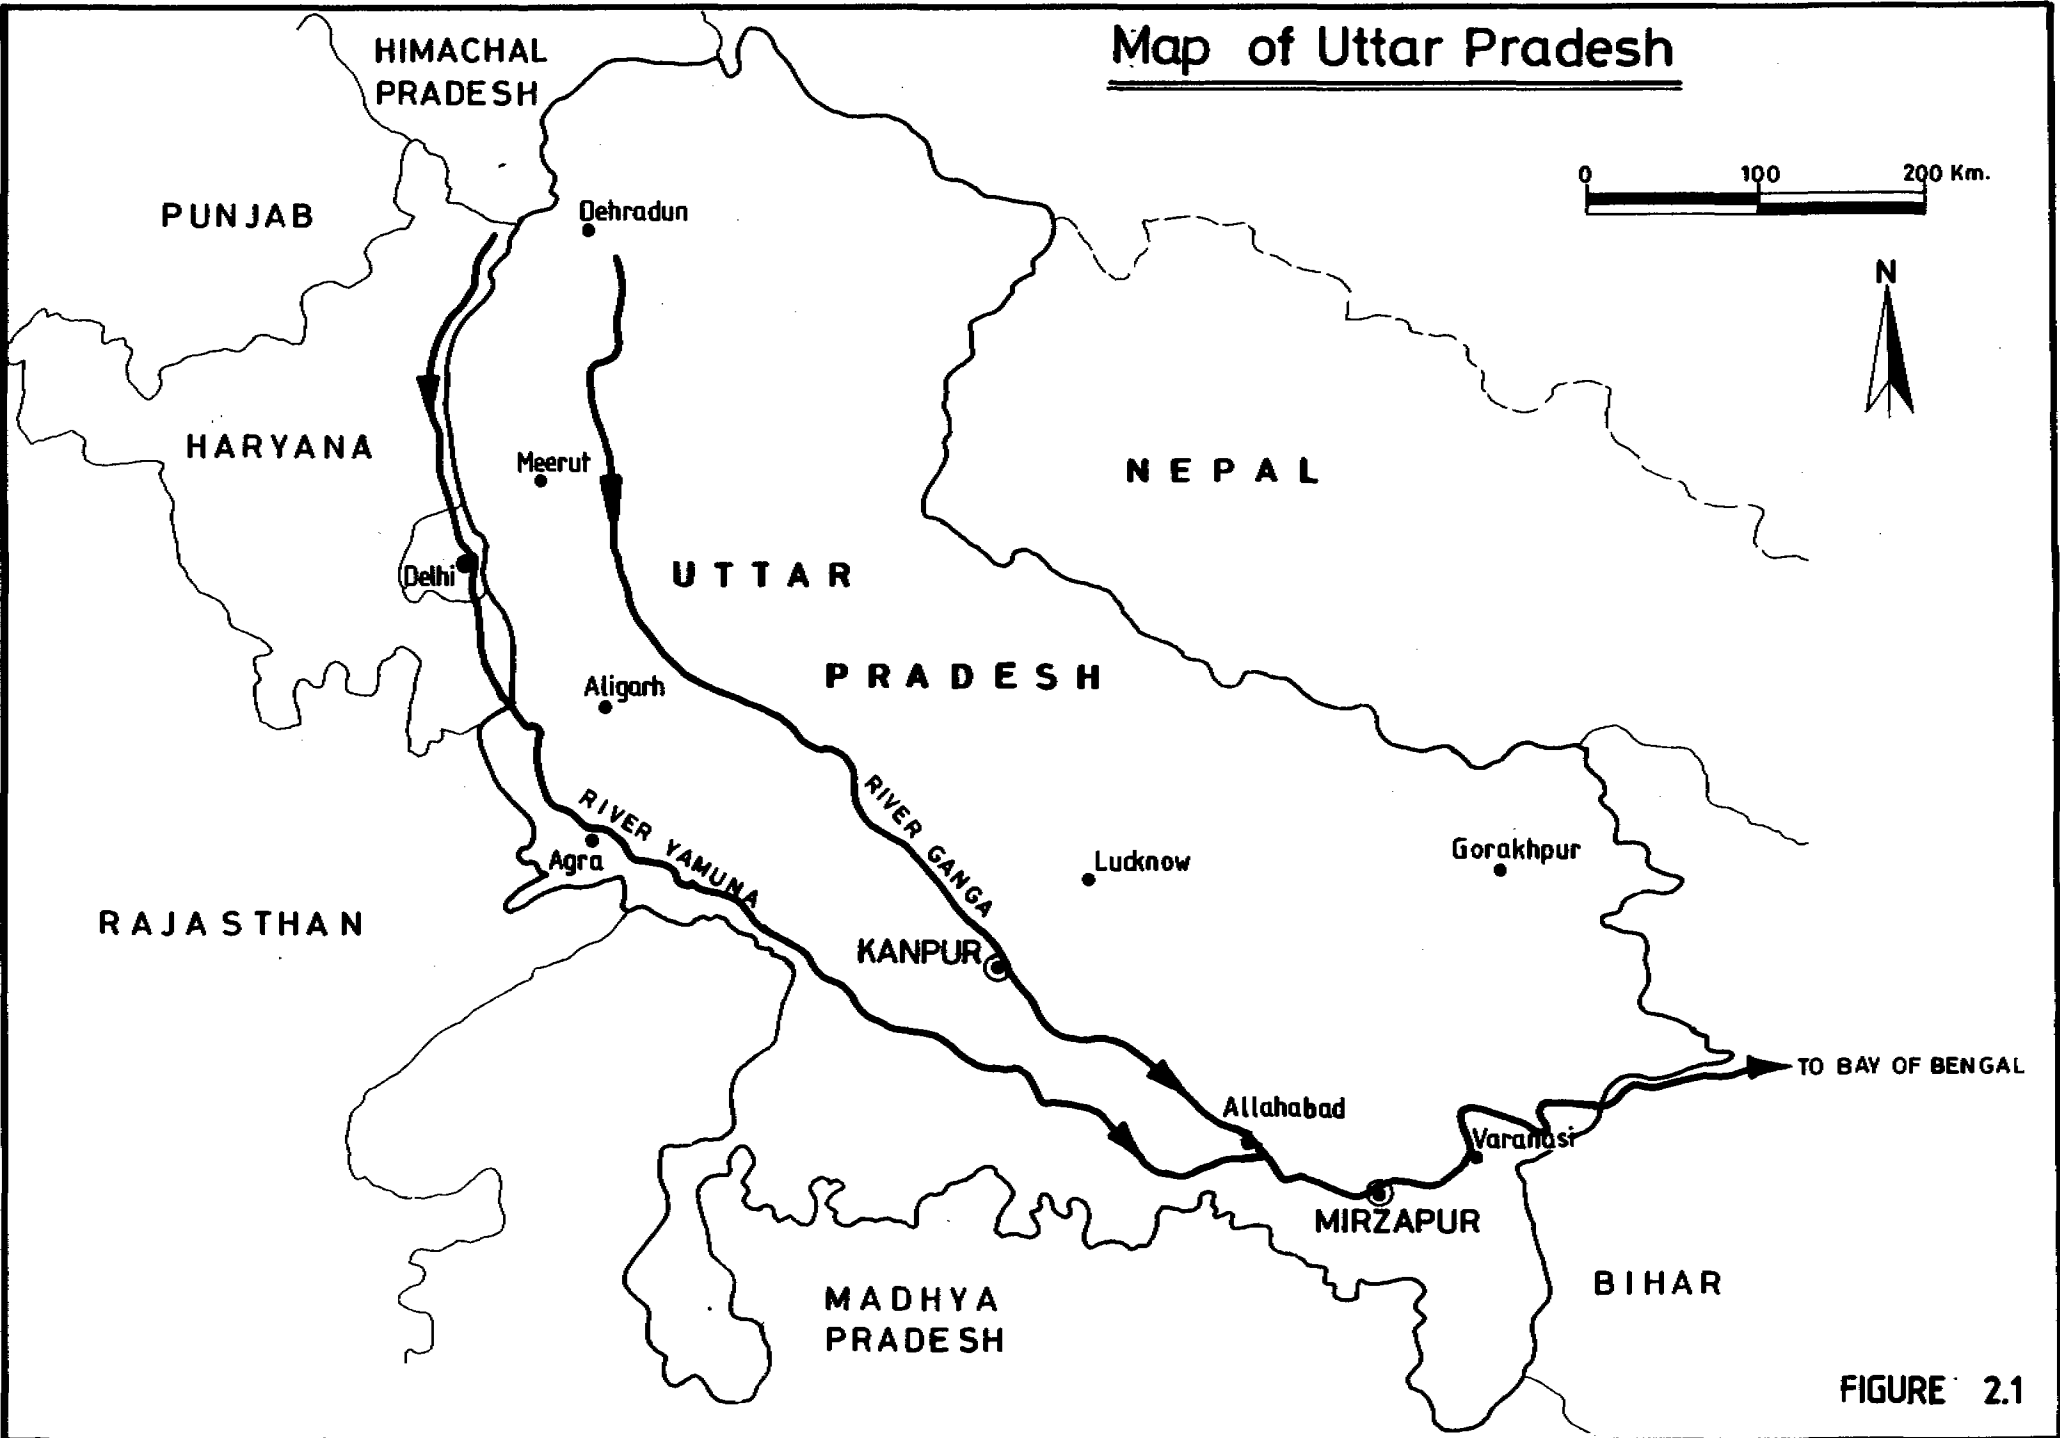 Map of Uttar Pradesh
HIMACHAL
PRADESH
0 100 200 Km.
PUNJAB
Dehradun
N
HARYANA
Meerut
NEPAL
Delhi
UTTAR
PRADESH
Aligarh
RIVER YAMUNA
RIVER GANGA
Agra
Lucknow
Gorakhpur
RAJASTHAN
KANPUR
TO BAY OF BENGAL
Allahabad
Varanasi
MIRZAPUR
BIHAR
MADHYA
PRADESH
FIGURE 2.1